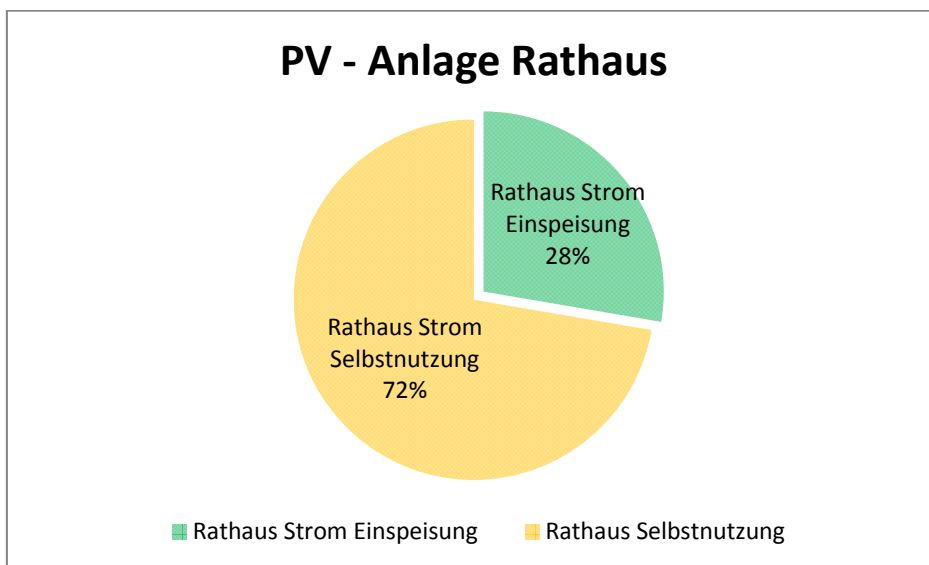 PV - Anlage Rathaus
Rathaus Strom
Einspeisung
28%
Rathaus Strom
Selbstnutzung
72%
Rathaus Strom Einspeisung
Rathaus Selbstnutzung